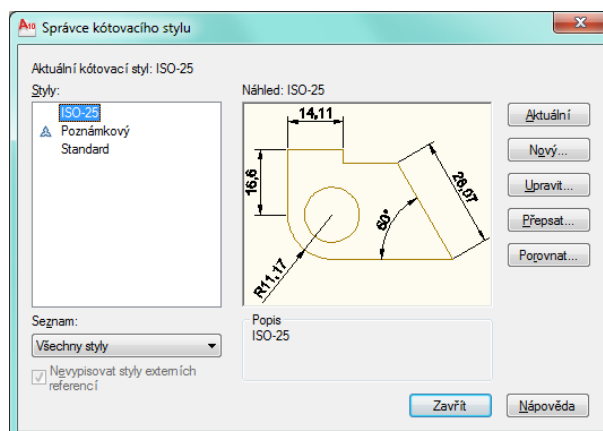 A10 Správce kótovacího stylu
Aktuální kótovací styl: ISO-25
Styly:
ISO-25
Poznámkový
Standard
Náhled: ISO-25
14,11
16,6
28,07
60°
R11,17
Aktuální
Nový...
Upravit...
Přepsat...
Porovnat...
Seznam:
Všechny styly
Nevypisovat styly externích
referencí
Popis
ISO-25
Zavřít
Nápověda